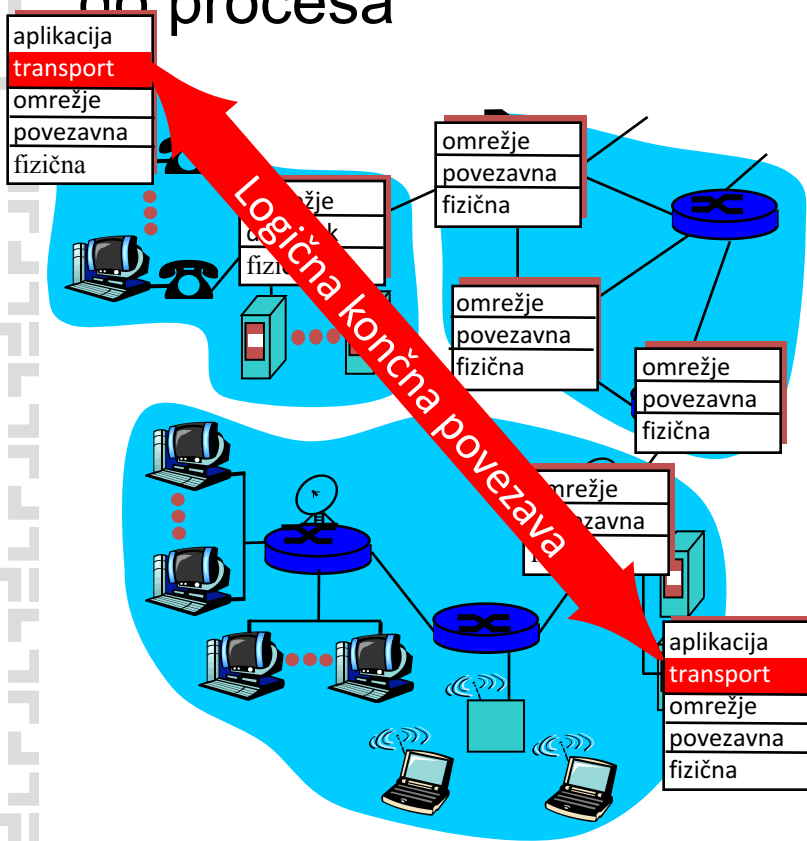 do procesa
aplikacija
transport
omrežje
povezavna
fizična
omrežje
povezavna
fizična
Logična končna povezava
omrežje
povezavna
fizična
omrežje
povezavna
fizična
aplikacija
transport
omrežje
povezavna
fizična